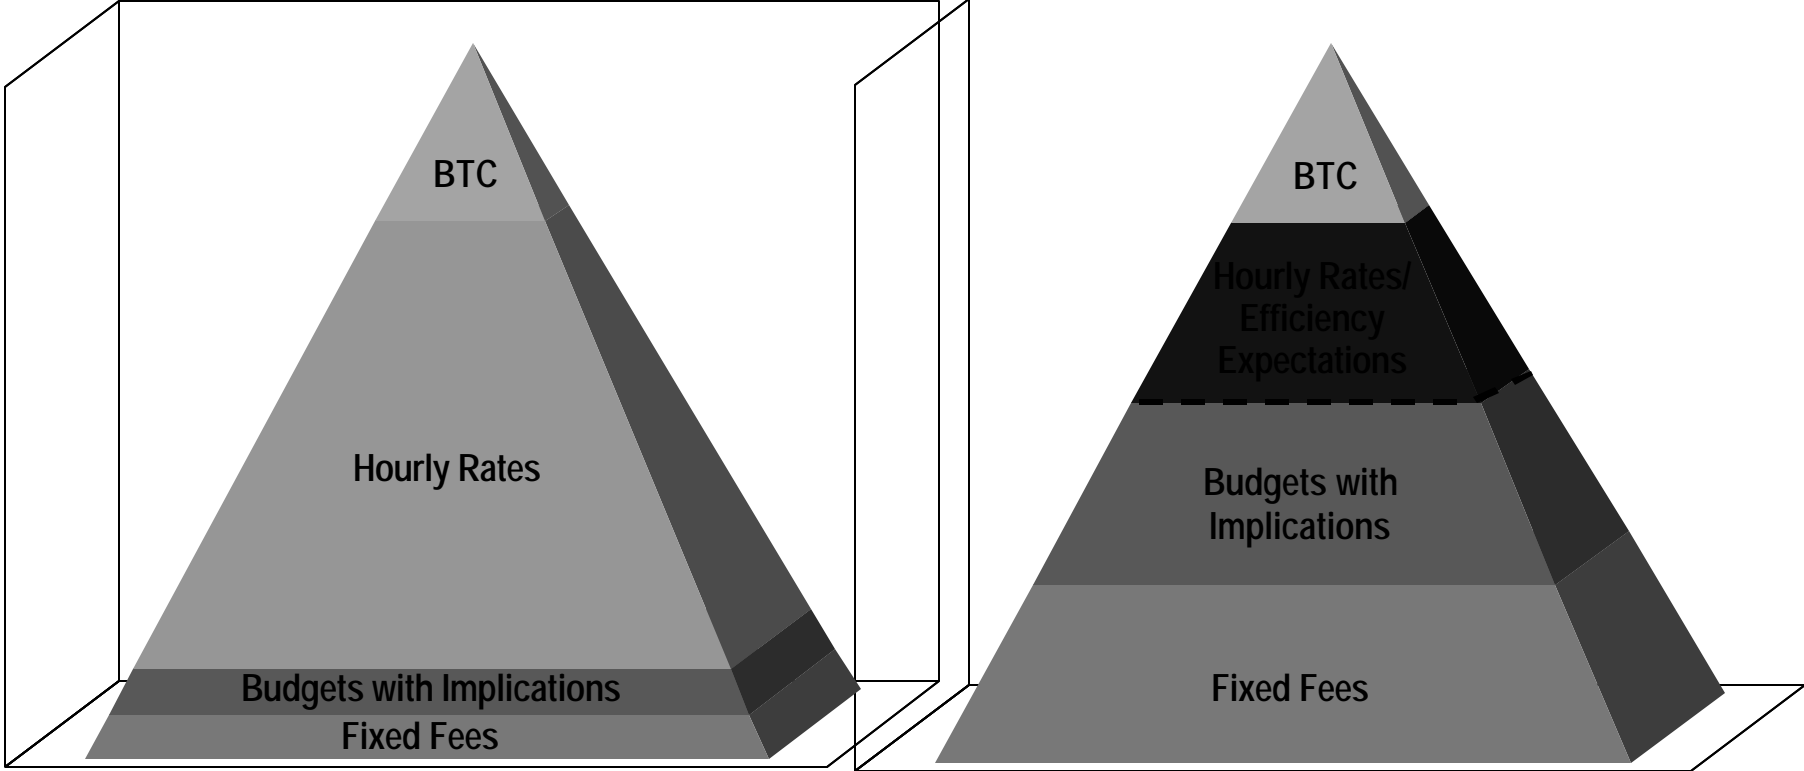 BTC
Hourly Rates
Budgets with Implications
Fixed Fees
BTC
Hourly Rates/
Efficiency
Expectations
Budgets with
Implications
Fixed Fees